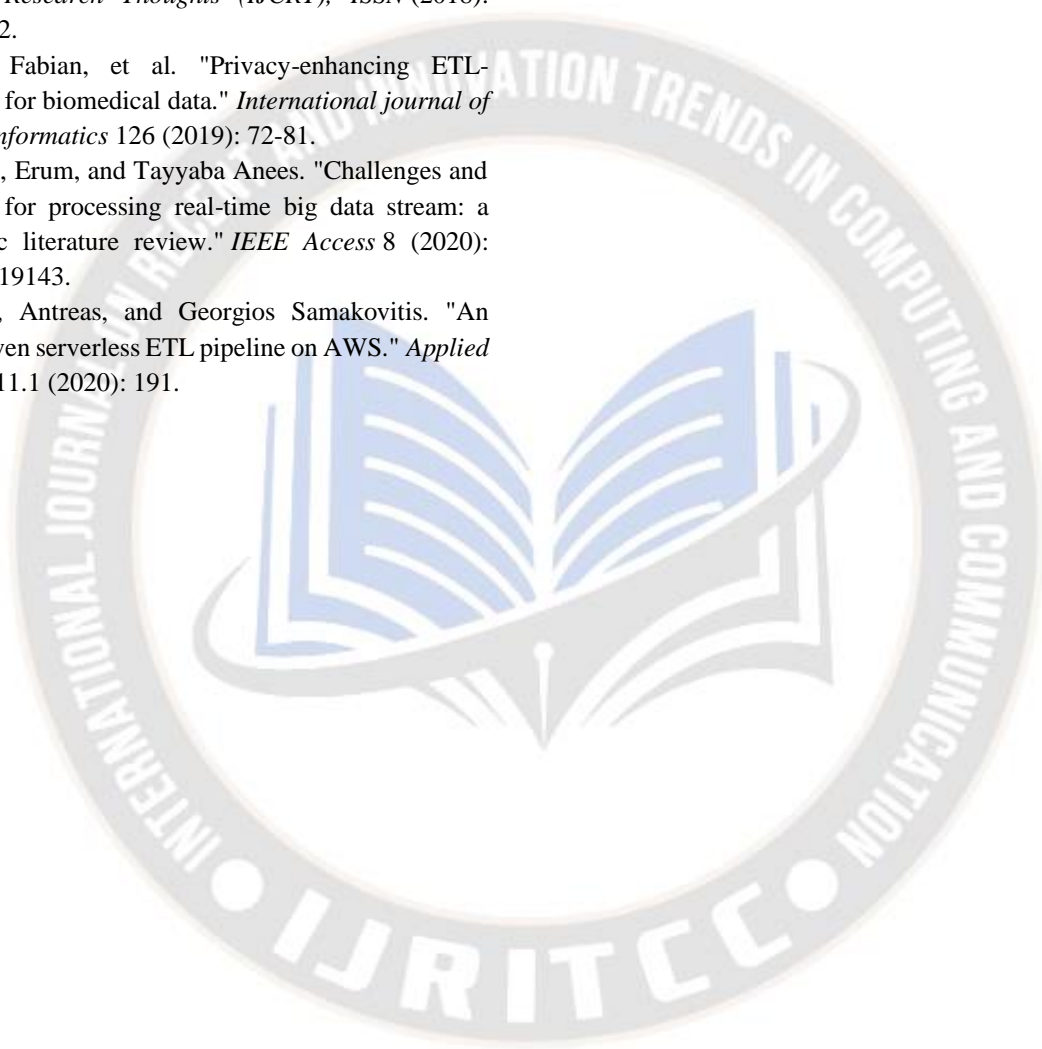 Research Thoughts (IJCRT), ISSN (2018):
2.
Fabian, et al. "Privacy-enhancing ETL-
for biomedical data." International journal of
nformatics 126 (2019): 72-81.
, Erum, and Tayyaba Anees. "Challenges and
for processing real-time big data stream: a
c literature review." IEEE Access 8 (2020):
19143.
, Antreas, and Georgios Samakovitis. "An
ven serverless ETL pipeline on AWS." Applied
11.1 (2020): 191.
INTERNATIONAL JOURNAL ON RECENT AND INNOVATION TRENDS IN COMPUTING AND COMMUNICATION
IJRITCC